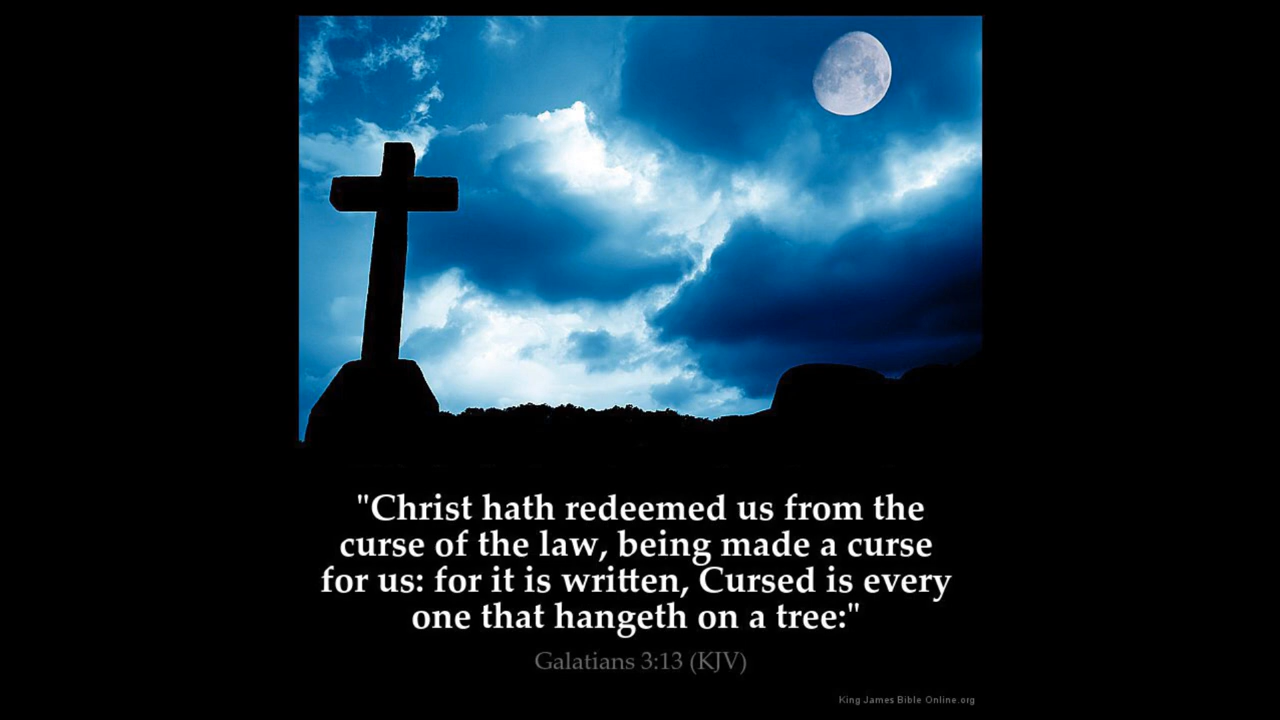 "Christ hath redeemed us from the
curse of the law, being made a curse
for us: for it is written, Cursed is every
one that hangeth on a tree:"
Galatians 3:13 (KJV)
King James Bible Online.org